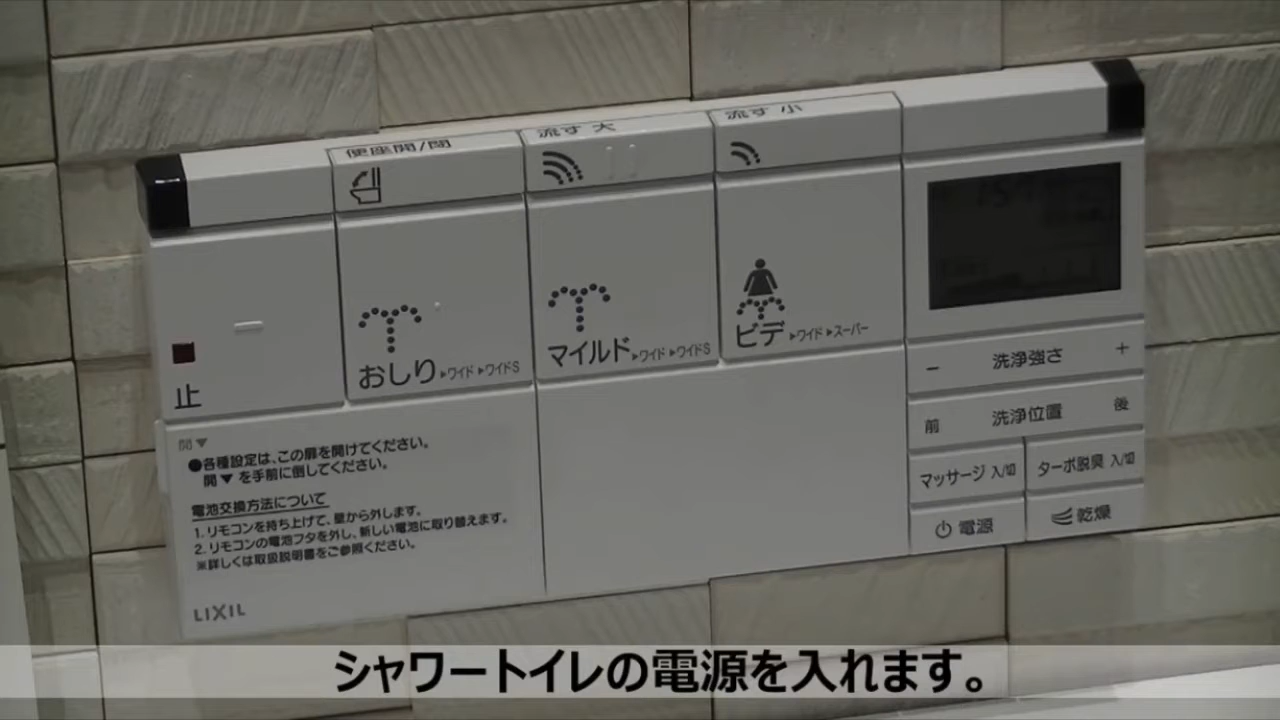 便座開/閉
流す 大
流す 小
止
おしり ▶ワイド ▶ワイドS
マイルド ▶ワイド ▶ワイドS
ビデ ▶ワイド ▶スーパー
− 洗浄強さ +
前 洗浄位置 後
マッサージ 入/切
ターボ脱臭 入/切
電源
乾燥
開▼
●各種設定は、この扉を開けてください。
開▼を手前に倒してください。
電池交換方法について
1. リモコンを持ち上げて、壁から外します。
2. リモコンの電池フタを外し、新しい電池に取り替えます。
※詳しくは取扱説明書をご参照ください。
LIXIL
シャワートイレの電源を入れます。